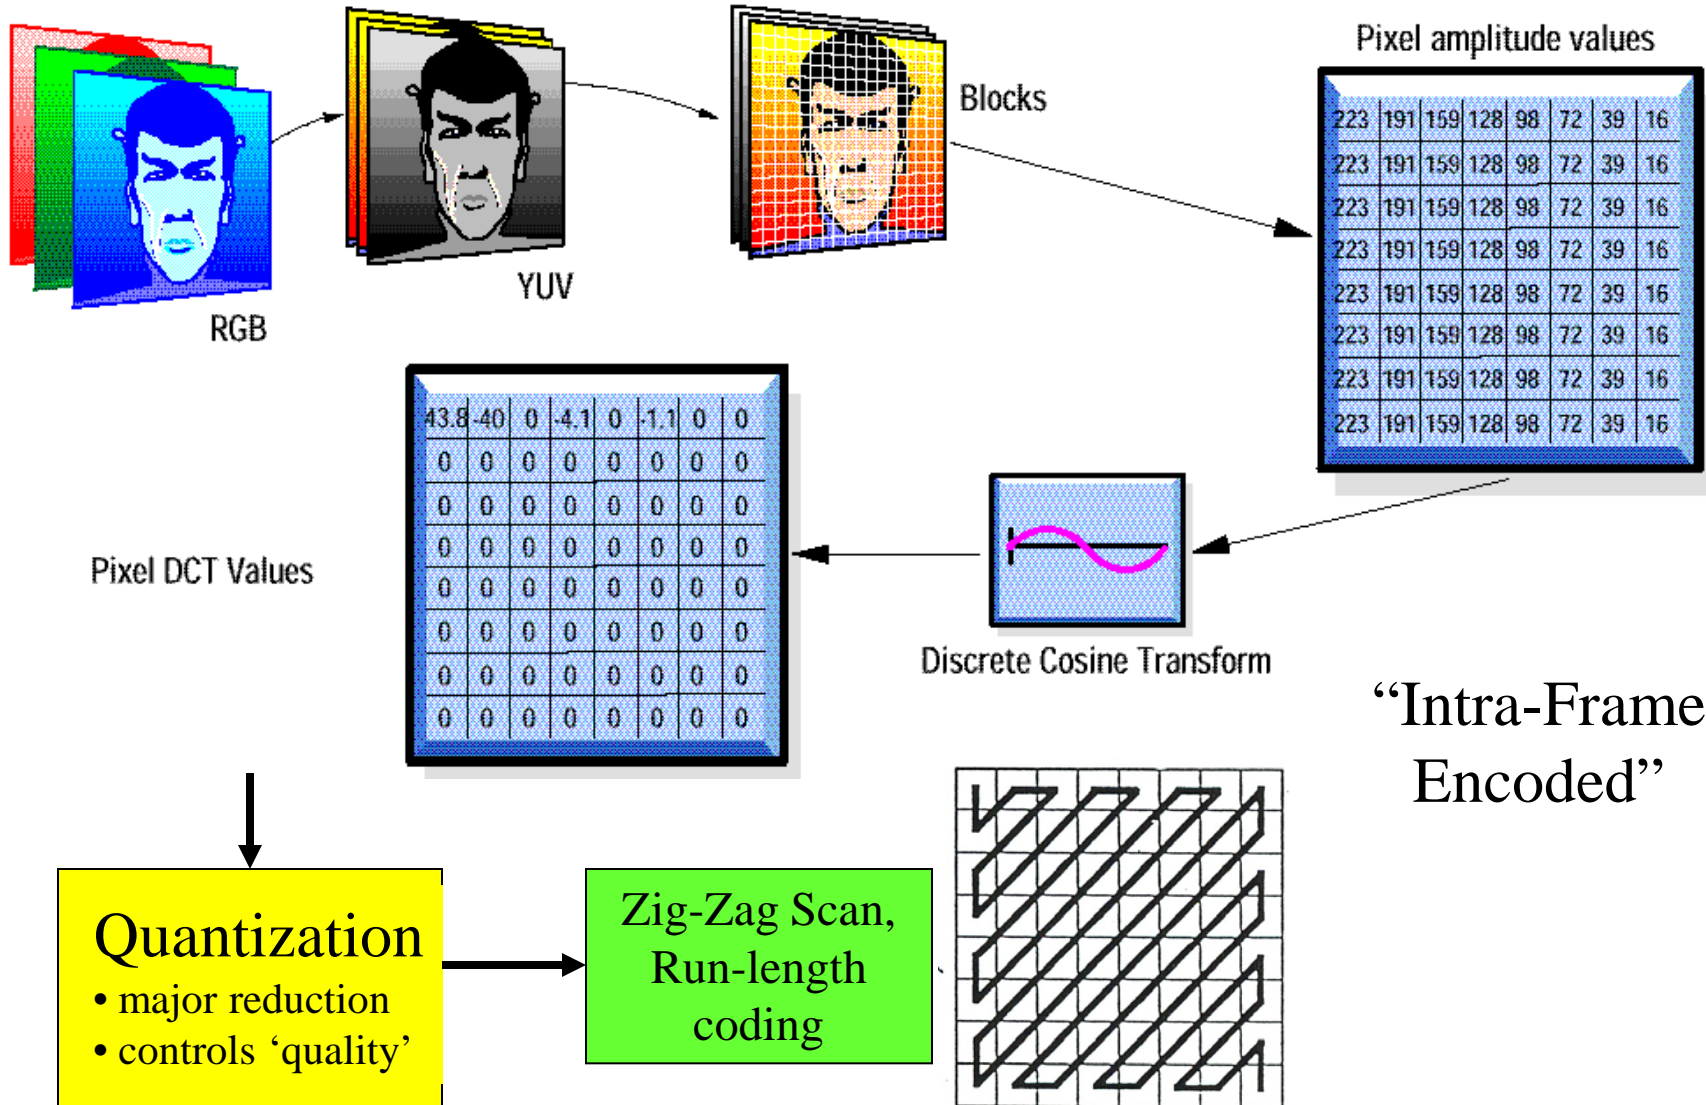 Pixel amplitude values
Blocks
223 191 159 128 98 72 39 16
223 191 159 128 98 72 39 16
223 191 159 128 98 72 39 16
223 191 159 128 98 72 39 16
223 191 159 128 98 72 39 16
223 191 159 128 98 72 39 16
223 191 159 128 98 72 39 16
223 191 159 128 98 72 39 16
YUV
RGB
43.8 -40 0 -4.1 0 -1.1 0 0
0 0 0 0 0 0 0 0
0 0 0 0 0 0 0 0
0 0 0 0 0 0 0 0
0 0 0 0 0 0 0 0
0 0 0 0 0 0 0 0
0 0 0 0 0 0 0 0
0 0 0 0 0 0 0 0
Pixel DCT Values
Discrete Cosine Transform
“Intra-Frame
Encoded”
Quantization
• major reduction
• controls ‘quality’
Zig-Zag Scan,
Run-length
coding